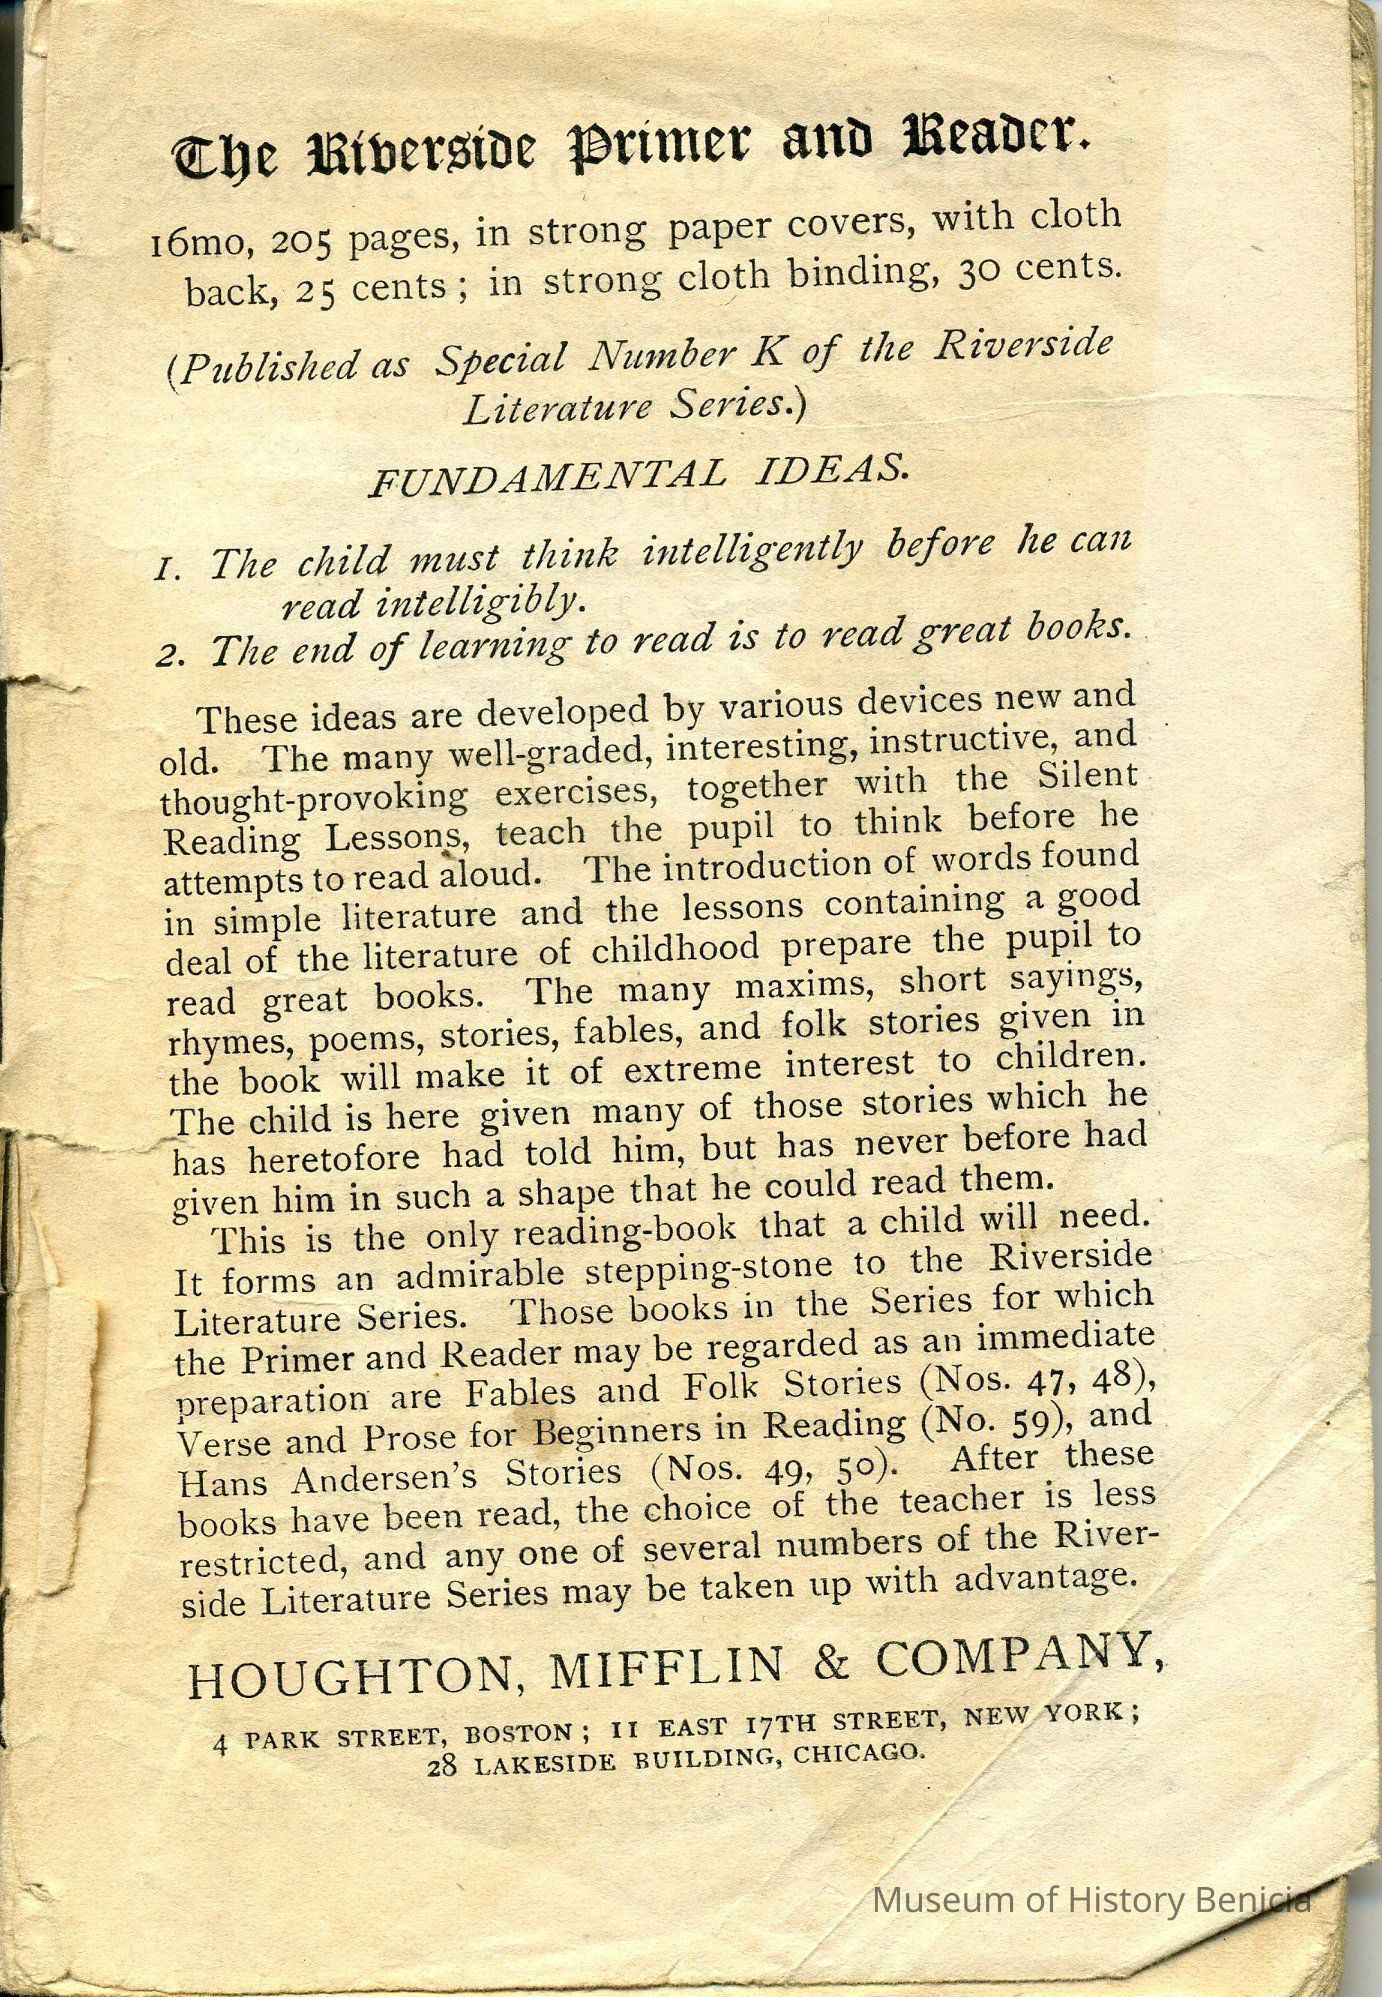 The Riverside Primer and Reader.
16mo, 205 pages, in strong paper covers, with cloth
back, 25 cents; in strong cloth binding, 30 cents.
(Published as Special Number K of the Riverside
Literature Series.)
FUNDAMENTAL IDEAS.
1. The child must think intelligently before he can
read intelligibly.
2. The end of learning to read is to read great books.
These ideas are developed by various devices new and
old. The many well-graded, interesting, instructive, and
thought-provoking exercises, together with the Silent
Reading Lessons, teach the pupil to think before he
attempts to read aloud. The introduction of words found
in simple literature and the lessons containing a good
deal of the literature of childhood prepare the pupil to
read great books. The many maxims, short sayings,
rhymes, poems, stories, fables, and folk stories given in
the book will make it of extreme interest to children.
The child is here given many of those stories which he
has heretofore had told him, but has never before had
given him in such a shape that he could read them.
This is the only reading-book that a child will need.
It forms an admirable stepping-stone to the Riverside
Literature Series. Those books in the Series for which
the Primer and Reader may be regarded as an immediate
preparation are Fables and Folk Stories (Nos. 47, 48),
Verse and Prose for Beginners in Reading (No. 59), and
Hans Andersen's Stories (Nos. 49, 50). After these
books have been read, the choice of the teacher is less
restricted, and any one of several numbers of the River-
side Literature Series may be taken up with advantage.
HOUGHTON, MIFFLIN & COMPANY,
4 PARK STREET, BOSTON; 11 EAST 17TH STREET, NEW YORK;
28 LAKESIDE BUILDING, CHICAGO.
Museum of History Benicia